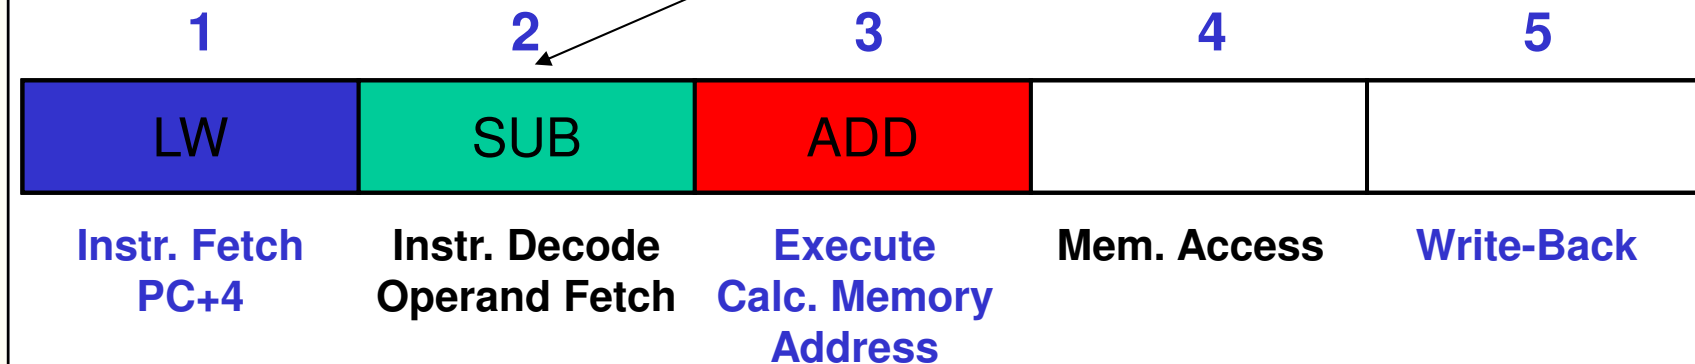 1 2 3 4 5
LW SUB ADD
Instr. Fetch Instr. Decode Execute Mem. Access Write-Back
PC+4 Operand Fetch Calc. Memory
Address